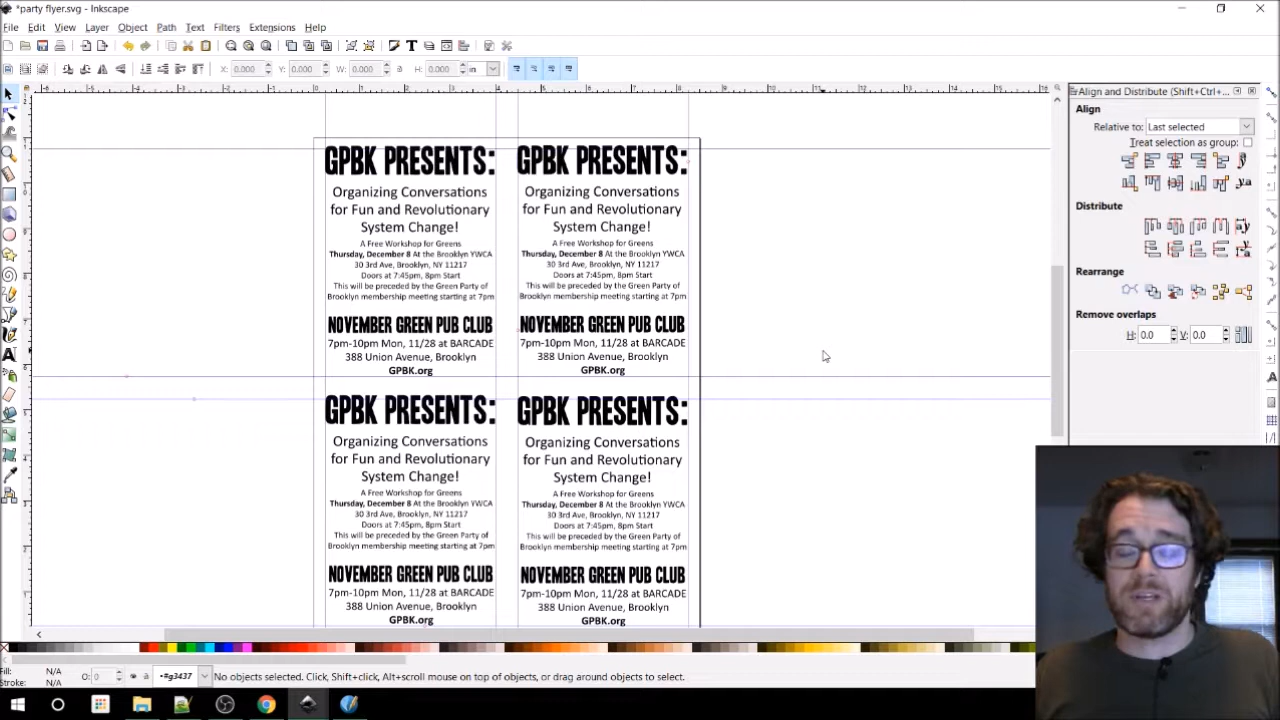 *party flyer.svg - Inkscape
File Edit View Layer Object Path Text Filters Extensions Help
X: 0.000 Y: 0.000 W: 0.000 H: 0.000 in
Align and Distribute (Shift+Ctrl+...
Align
Relative to: Last selected
Treat selection as group:
Distribute
Rearrange
Remove overlaps
H: 0.0 V: 0.0
GPBK PRESENTS:
Organizing Conversations
for Fun and Revolutionary
System Change!
A Free Workshop for Greens
Thursday, December 8 At the Brooklyn YWCA
30 3rd Ave, Brooklyn, NY 11217
Doors at 7:45pm, 8pm Start
This will be preceded by the Green Party of
Brooklyn membership meeting starting at 7pm
NOVEMBER GREEN PUB CLUB
7pm-10pm Mon, 11/28 at BARCADE
388 Union Avenue, Brooklyn
GPBK.org
GPBK PRESENTS:
Organizing Conversations
for Fun and Revolutionary
System Change!
A Free Workshop for Greens
Thursday, December 8 At the Brooklyn YWCA
30 3rd Ave, Brooklyn, NY 11217
Doors at 7:45pm, 8pm Start
This will be preceded by the Green Party of
Brooklyn membership meeting starting at 7pm
NOVEMBER GREEN PUB CLUB
7pm-10pm Mon, 11/28 at BARCADE
388 Union Avenue, Brooklyn
GPBK.org
GPBK PRESENTS:
Organizing Conversations
for Fun and Revolutionary
System Change!
A Free Workshop for Greens
Thursday, December 8 At the Brooklyn YWCA
30 3rd Ave, Brooklyn, NY 11217
Doors at 7:45pm, 8pm Start
This will be preceded by the Green Party of
Brooklyn membership meeting starting at 7pm
NOVEMBER GREEN PUB CLUB
7pm-10pm Mon, 11/28 at BARCADE
388 Union Avenue, Brooklyn
GPBK.org
GPBK PRESENTS:
Organizing Conversations
for Fun and Revolutionary
System Change!
A Free Workshop for Greens
Thursday, December 8 At the Brooklyn YWCA
30 3rd Ave, Brooklyn, NY 11217
Doors at 7:45pm, 8pm Start
This will be preceded by the Green Party of
Brooklyn membership meeting starting at 7pm
NOVEMBER GREEN PUB CLUB
7pm-10pm Mon, 11/28 at BARCADE
388 Union Avenue, Brooklyn
GPBK.org
Fill: N/A
Stroke: N/A
O: 0
#g3437
No objects selected. Click, Shift+click, Alt+scroll mouse on top of objects, or drag around objects to select.